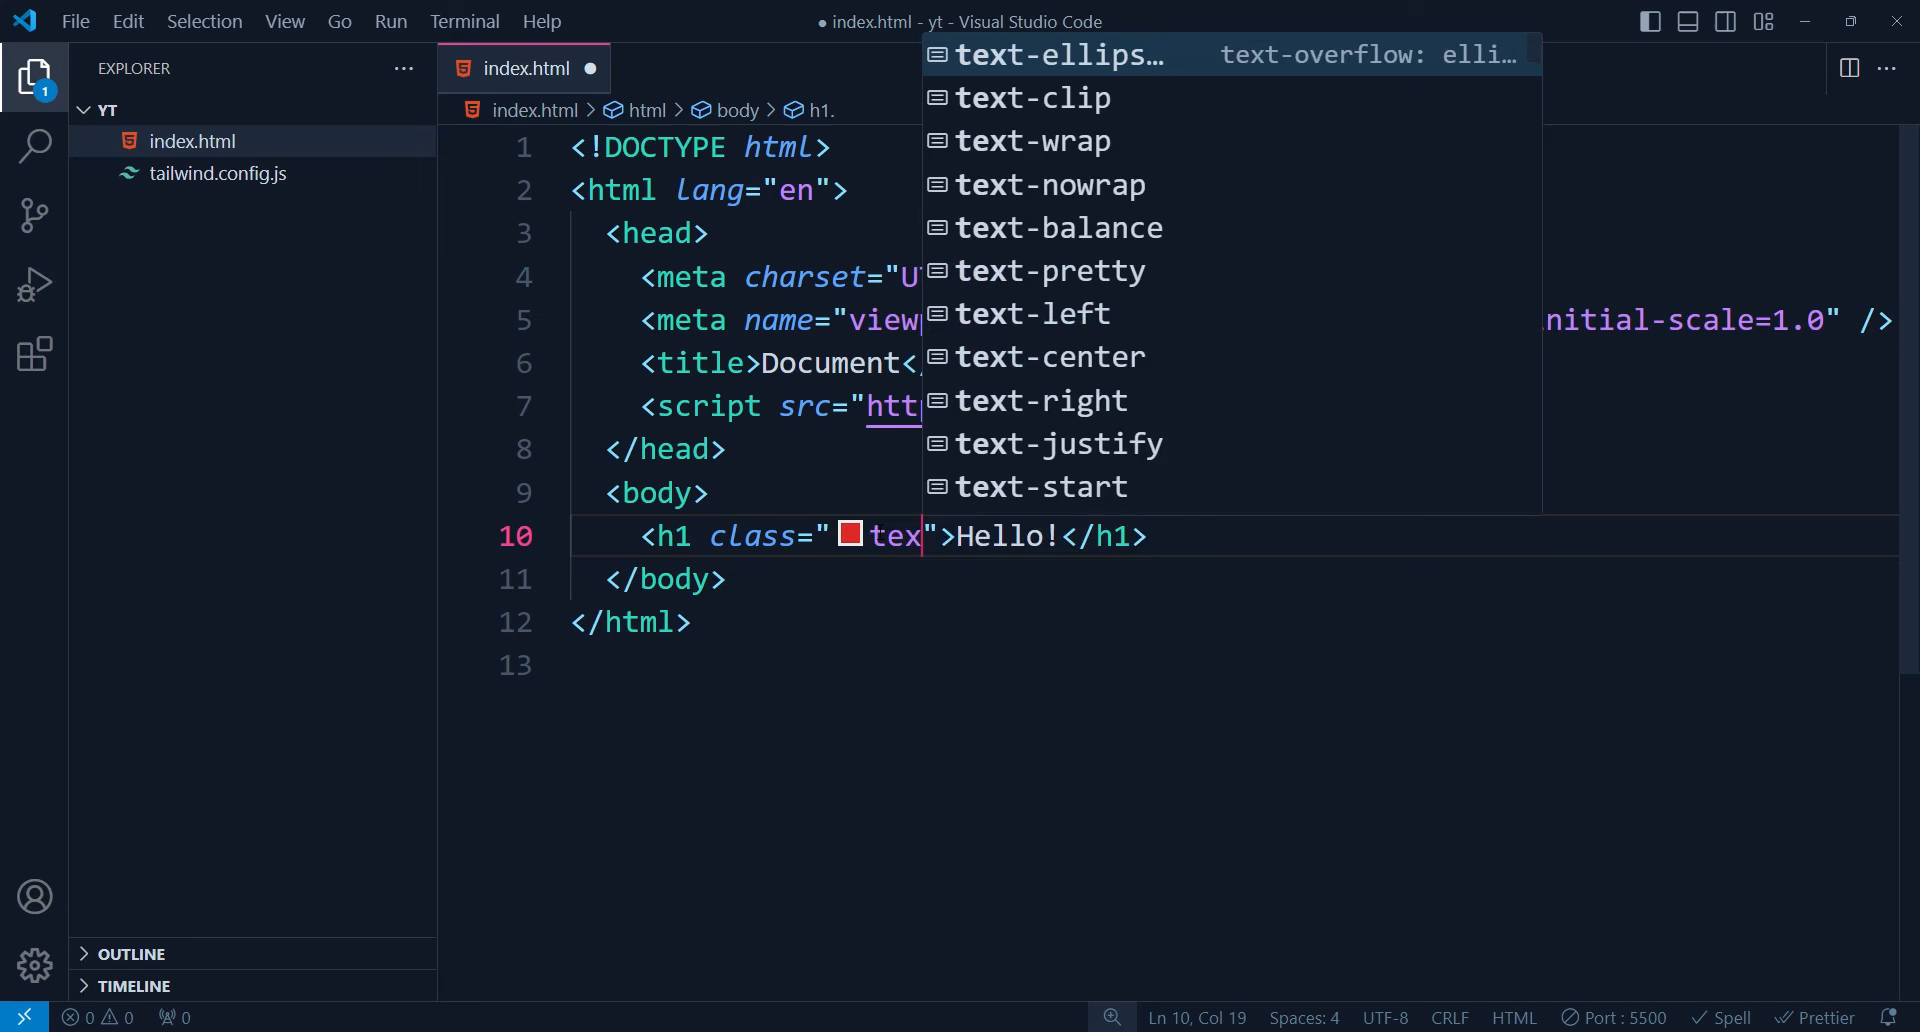 File Edit Selection View Go Run Terminal Help
● index.html - yt - Visual Studio Code
EXPLORER
1
YT
index.html
tailwind.config.js
OUTLINE
TIMELINE
index.html
index.html > html > body > h1.
1 <!DOCTYPE html>
2 <html lang="en">
3 <head>
4 <meta charset="U
5 <meta name="view nitial-scale=1.0" />
6 <title>Document<
7 <script src="htt
8 </head>
9 <body>
10 <h1 class="tex">Hello!</h1>
11 </body>
12 </html>
13
text-ellips… text-overflow: elli…
text-clip
text-wrap
text-nowrap
text-balance
text-pretty
text-left
text-center
text-right
text-justify
text-start
0 0 0 Ln 10, Col 19 Spaces: 4 UTF-8 CRLF HTML Port : 5500 Spell Prettier